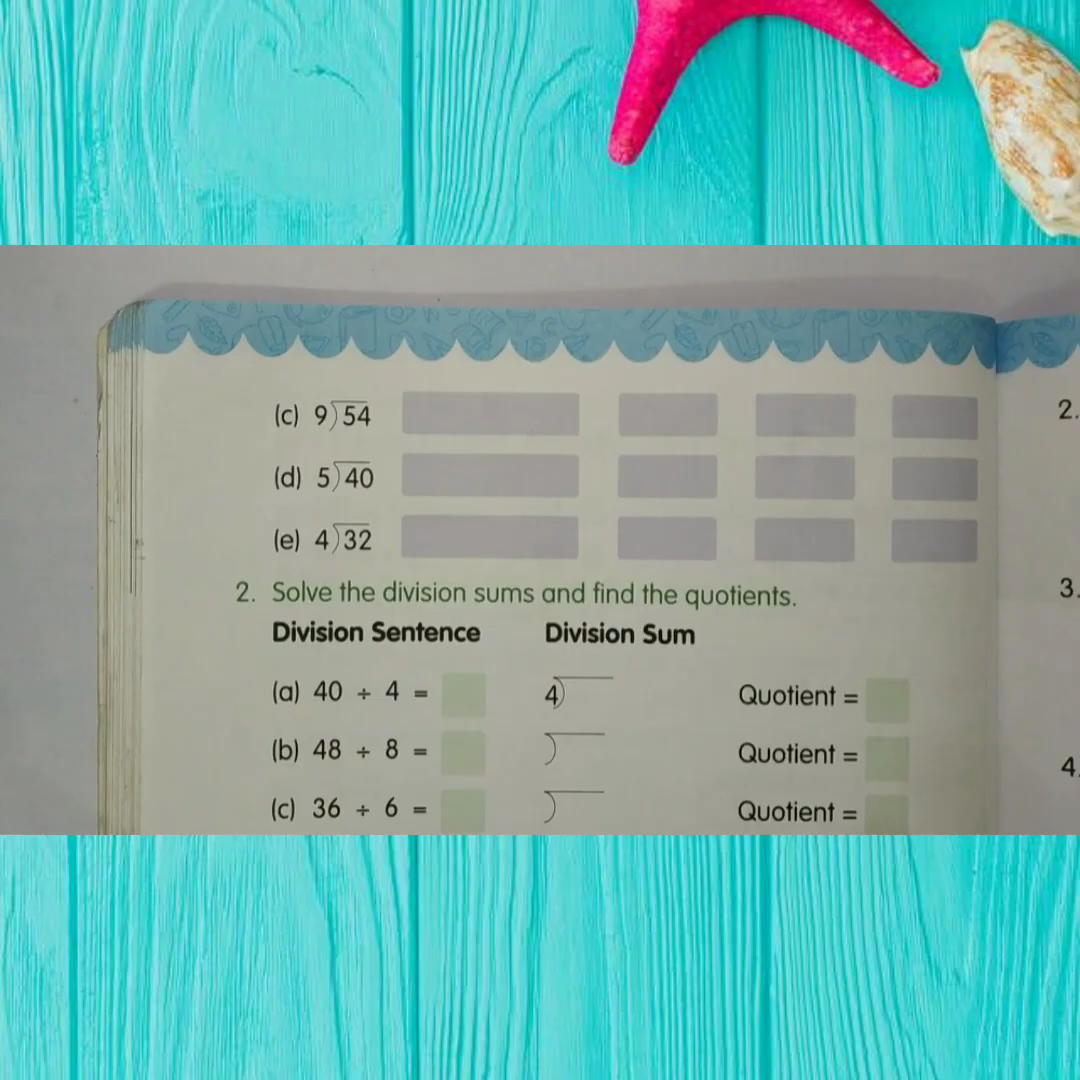 (c) 9)54
(d) 5)40
(e) 4)32
2. Solve the division sums and find the quotients.
Division Sentence Division Sum
(a) 40 ÷ 4 = 4) Quotient =
(b) 48 ÷ 8 = ) Quotient =
(c) 36 ÷ 6 = ) Quotient =
2.
3.
4.